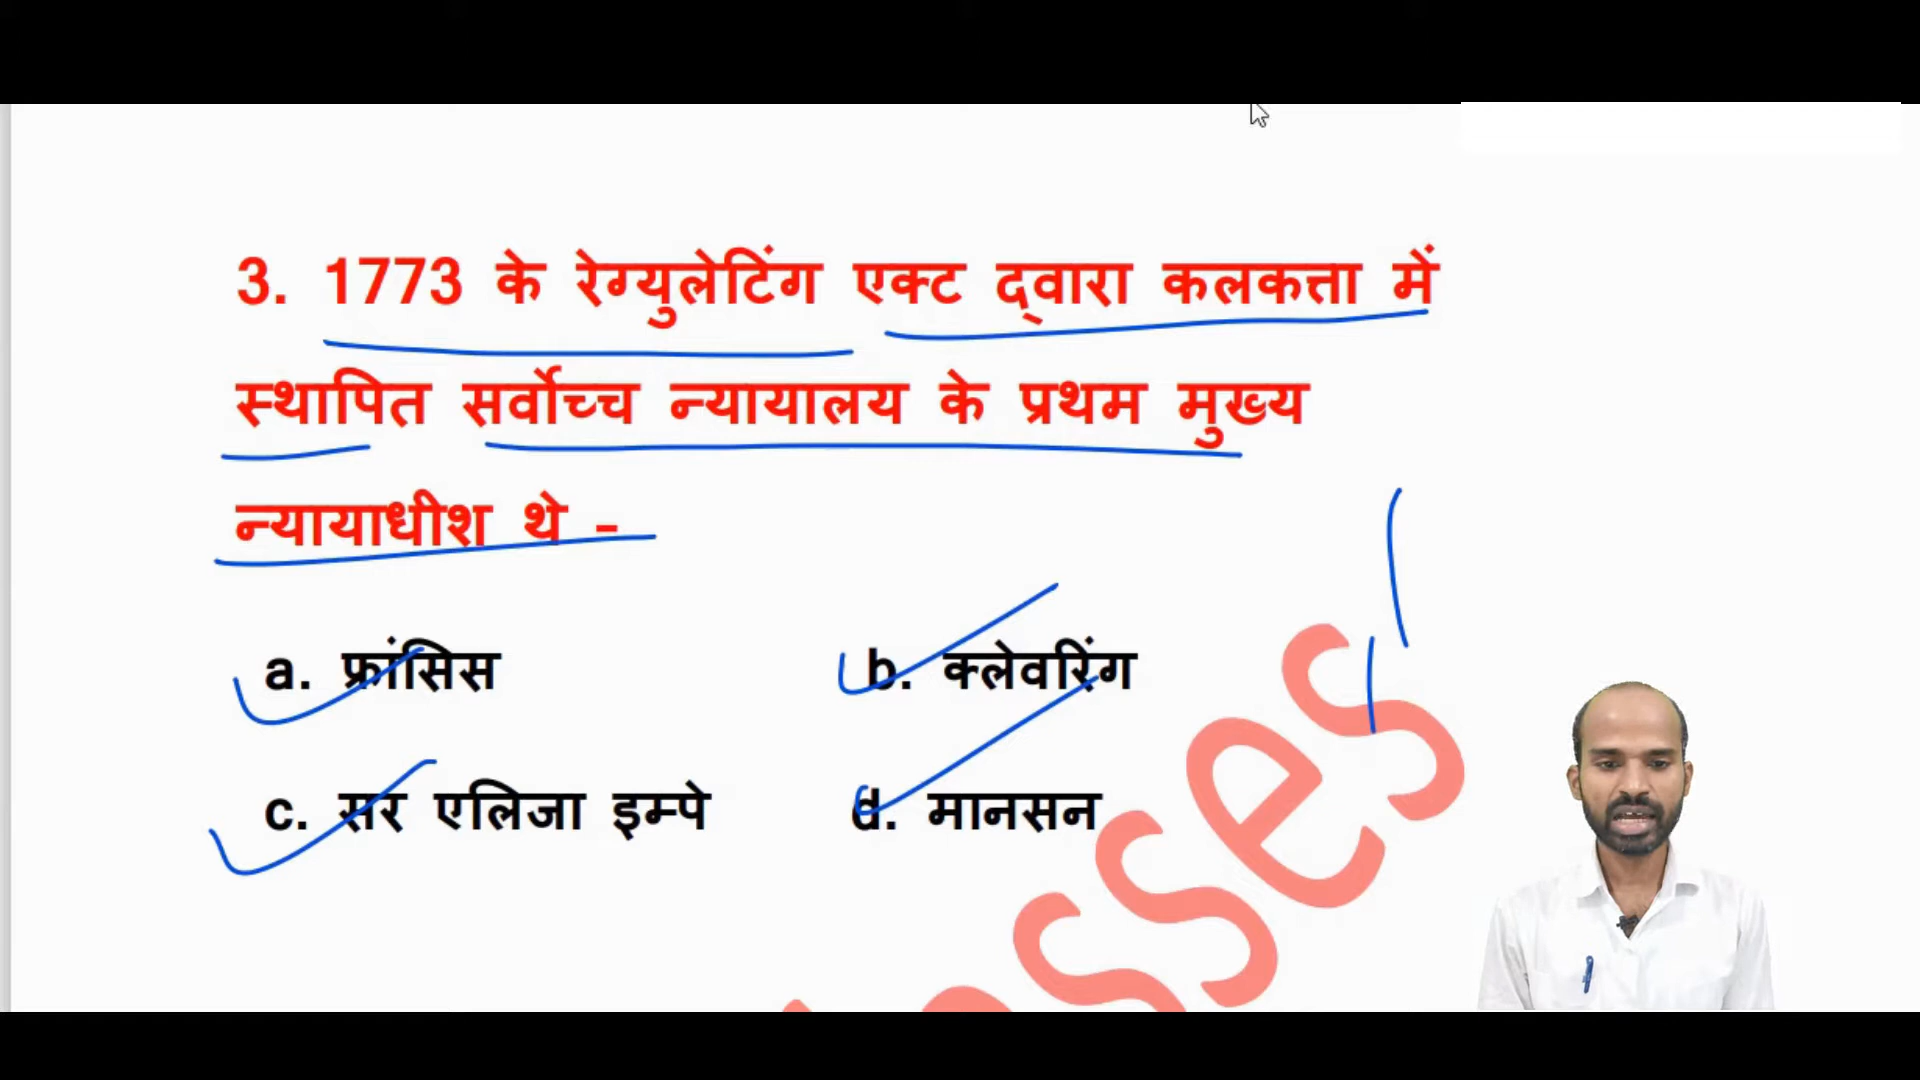 3. 1773 के रेग्युलेटिंग एक्ट द्वारा कलकत्ता में
स्थापित सर्वोच्च न्यायालय के प्रथम मुख्य
न्यायाधीश थे -
a. फ्रांसिस b. क्लेवरिंग
c. सर एलिजा इम्पे d. मानसन